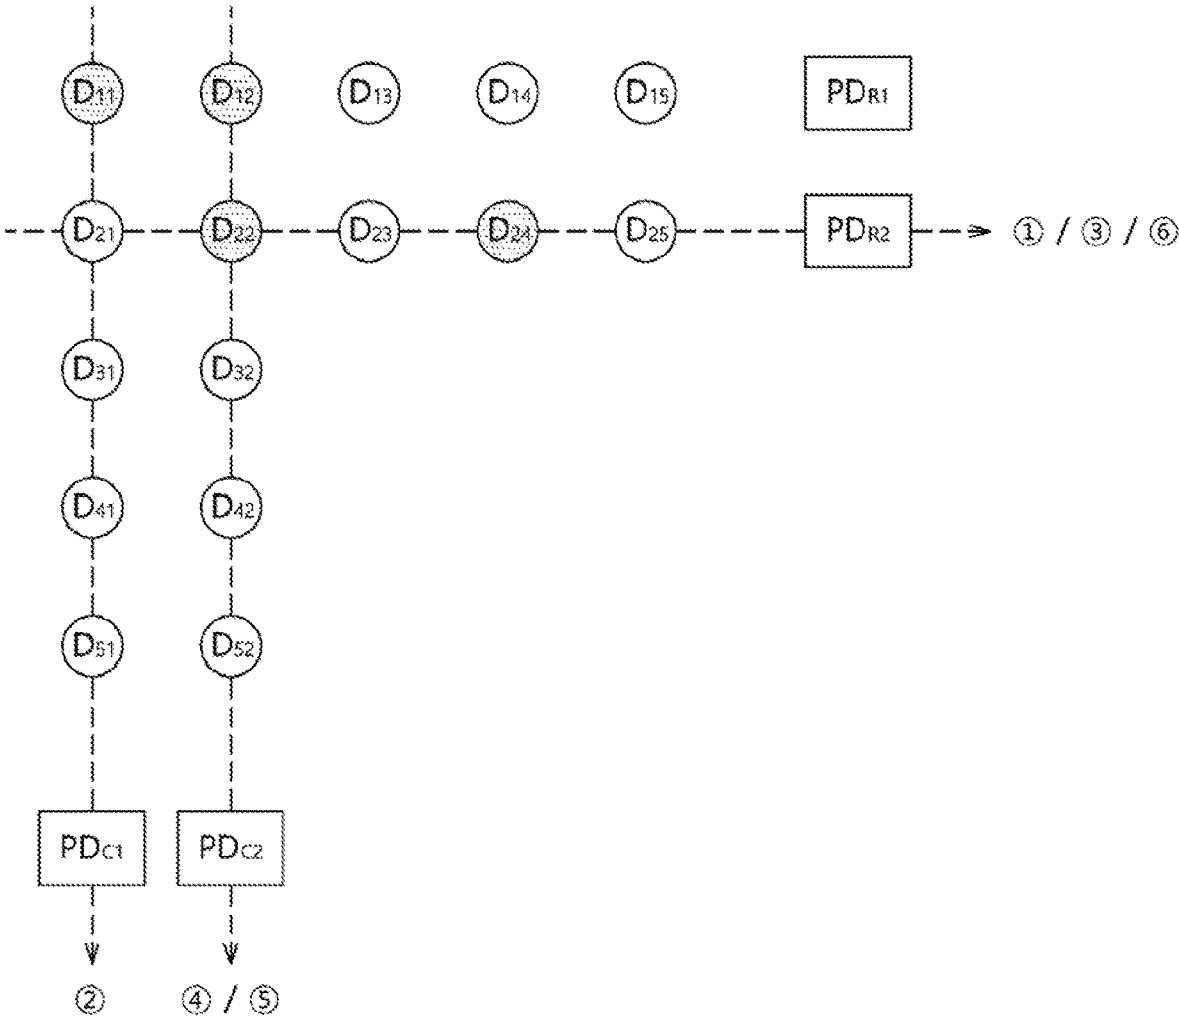 D11 D12 D13 D14 D15 PDR1
D21 D22 D23 D24 D25 PDR2 ① / ③ / ⑥
D31 D32
D41 D42
D51 D52
PDC1 PDC2
② ④ / ⑤